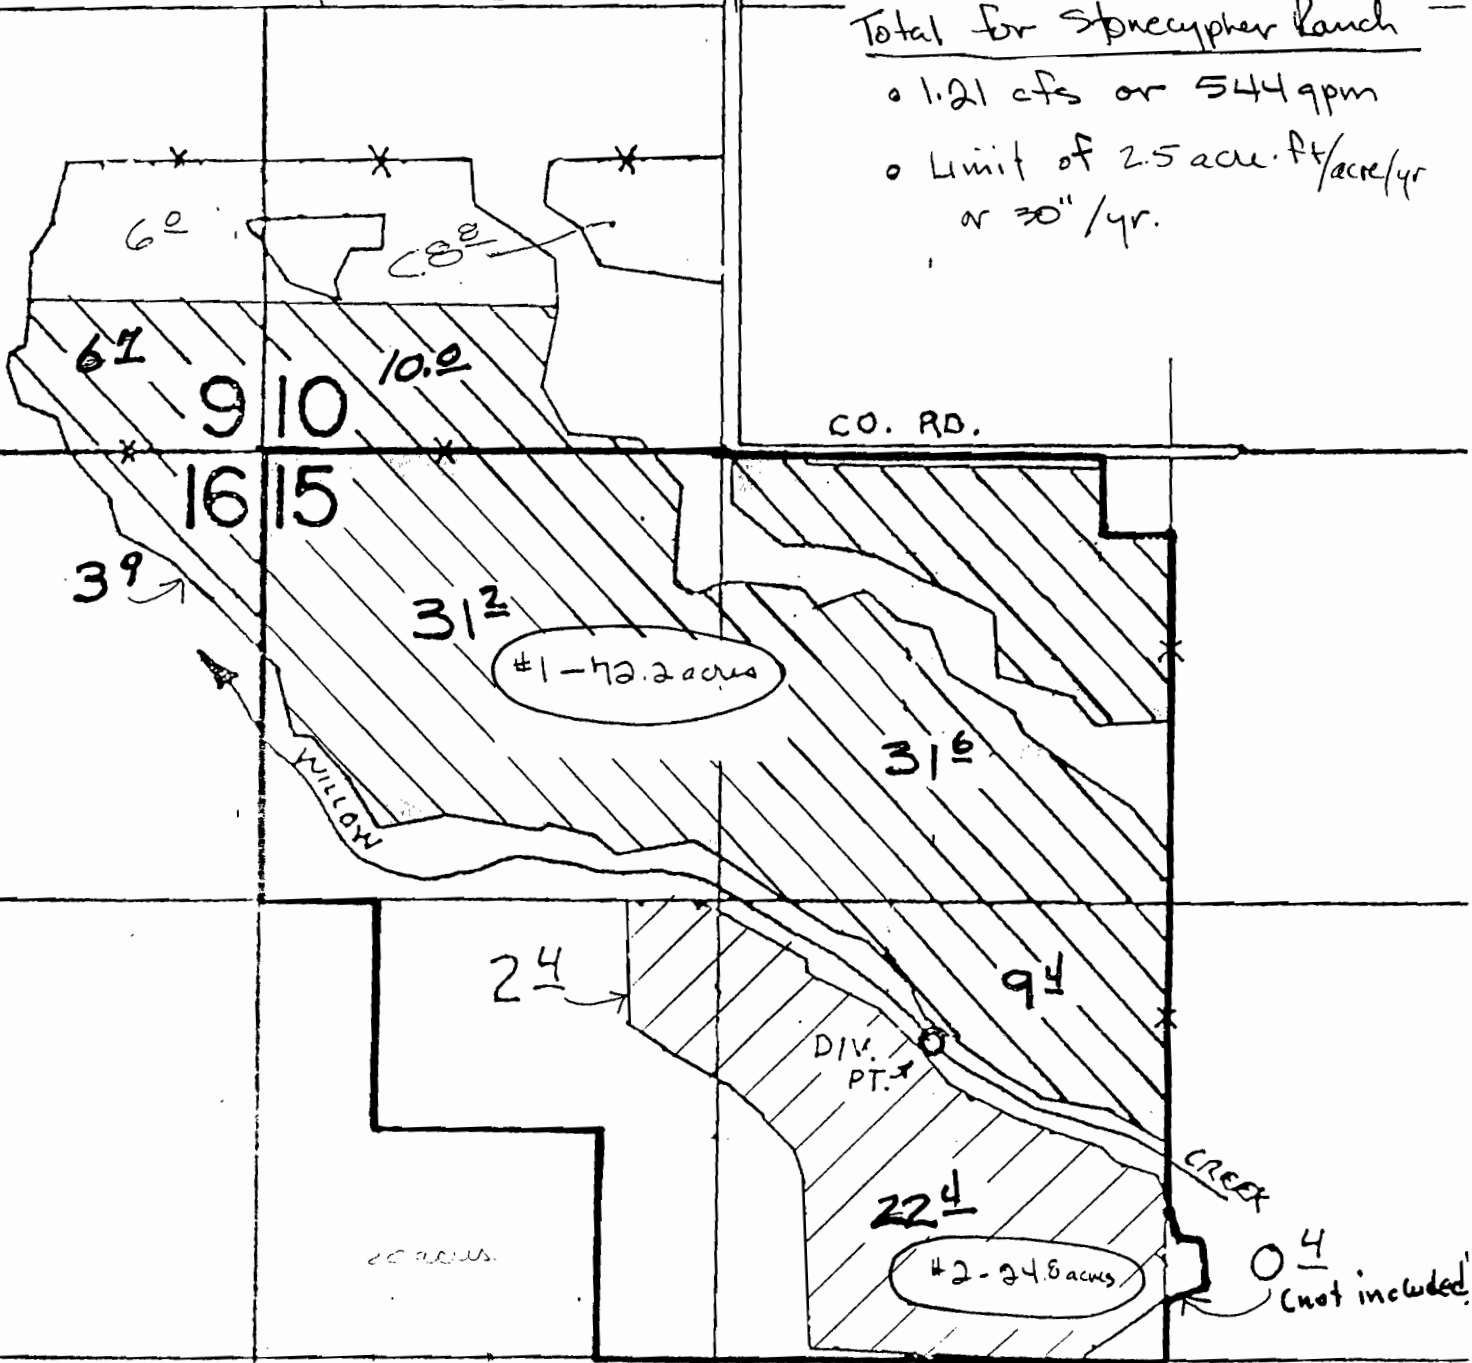 Total for Stonecypher Ranch
• 1.21 cfs or 544 gpm
• Limit of 2.5 acre.ft/acre/yr
or 30"/yr.
6 0
C8 8
6 7
10.0
9 10
CO. RD.
16 15
3 9
31 2
#1 - 72.2 acres
31 6
WILLOW
2 4
9 4
DIV.
PT.
CREEK
22 4
#2 - 24.8 acres
0 4
(not included)
acres.